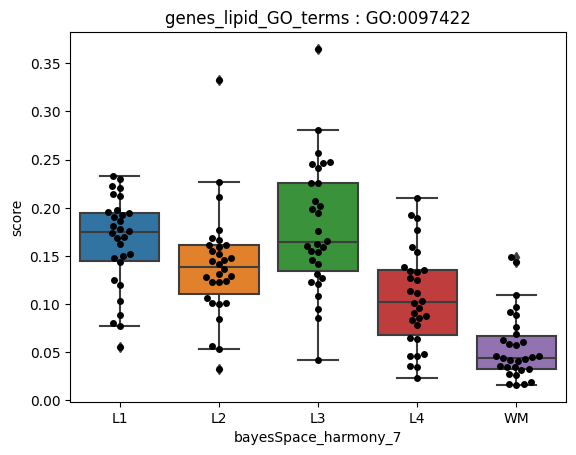 genes_lipid_GO_terms : GO:0097422
score
0.35
0.30
0.25
0.20
0.15
0.10
0.05
0.00
L1 L2 L3 L4 WM
bayesSpace_harmony_7